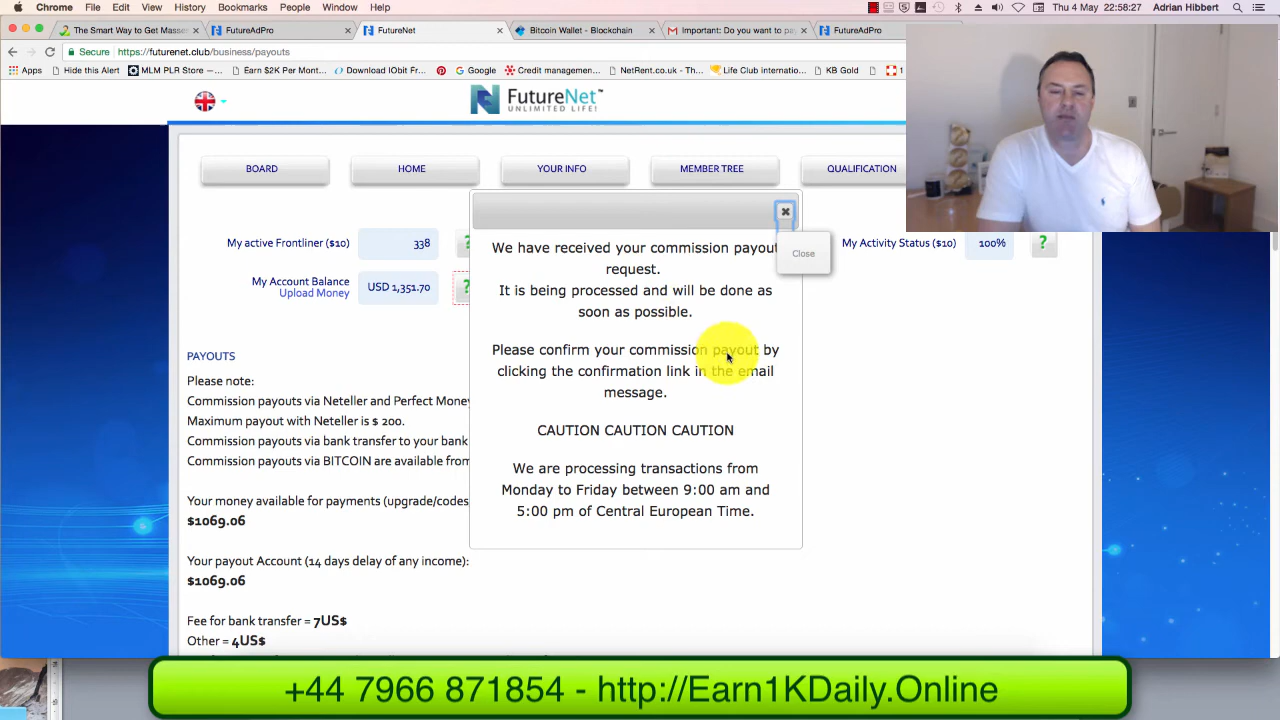 Chrome File Edit View History Bookmarks People Window Help
Thu 4 May 22:58:27 Adrian Hibbert
The Smart Way to Get Masse
FutureAdPro
FutureNet
Bitcoin Wallet - Blockchain
Important: Do you want to pa
FutureAdPro
Secure https://futurenet.club/business/payouts
Apps Hide this Alert MLM PLR Store — ... Earn $2K Per Mont... Download IObit Fr... Google Credit managemen... NetRent.co.uk - Th... Life Club internatio... KB Gold
FutureNet™
UNLIMITED LIFE!
BOARD HOME YOUR INFO MEMBER TREE QUALIFICATION
My active Frontliner ($10) 338 ?
My Activity Status ($10) 100% ?
My Account Balance USD 1,351.70 ?
Upload Money
Close
We have received your commission payout
request.
It is being processed and will be done as
soon as possible.
Please confirm your commission payout by
clicking the confirmation link in the email
message.
CAUTION CAUTION CAUTION
We are processing transactions from
Monday to Friday between 9:00 am and
5:00 pm of Central European Time.
PAYOUTS
Please note:
Commission payouts via Neteller and Perfect Money
Maximum payout with Neteller is $ 200.
Commission payouts via bank transfer to your bank
Commission payouts via BITCOIN are available from
Your money available for payments (upgrade/codes
$1069.06
Your payout Account (14 days delay of any income):
$1069.06
Fee for bank transfer = 7US$
Other = 4US$
+44 7966 871854 - http://Earn1KDaily.Online